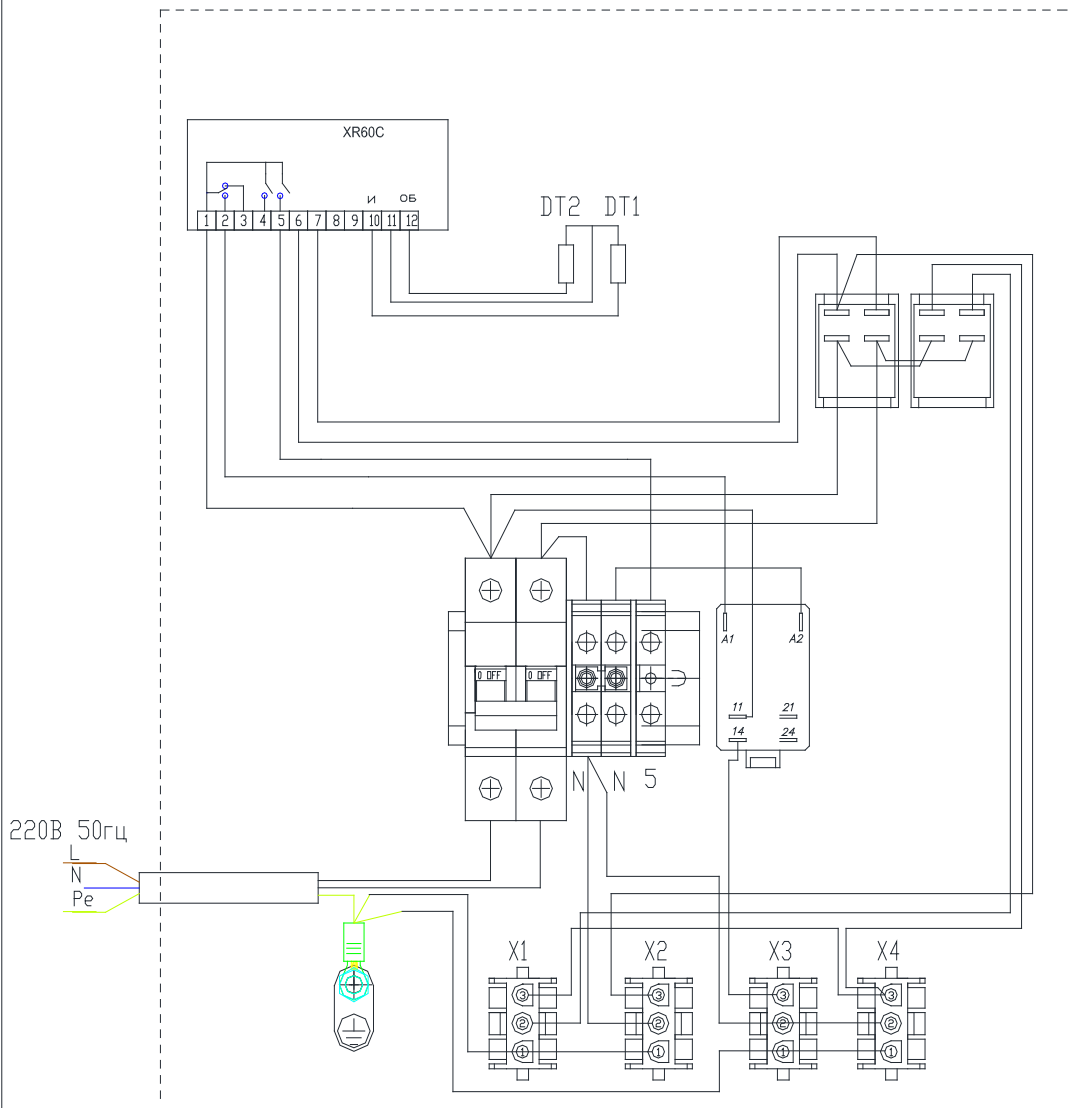 XR60C
И ОБ
1 2 3 4 5 6 7 8 9 10 11 12
DT2 DT1
0 OFF 0 OFF
A1 A2
11 21
14 24
N N 5
220В 50гц
L
N
Pe
X1 X2 X3 X4
3 3 3 3
2 2 2 2
1 1 1 1